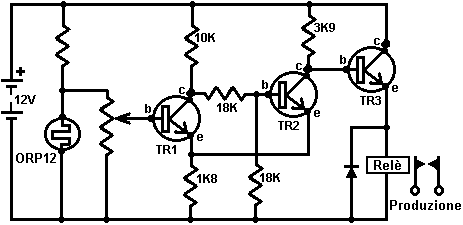 10K
3K9
c
c
c
b
TR3
e
+
12V
b
18K
b
TR2
e
ORP12
TR1
e
1K8
18K
Relè
Produzione